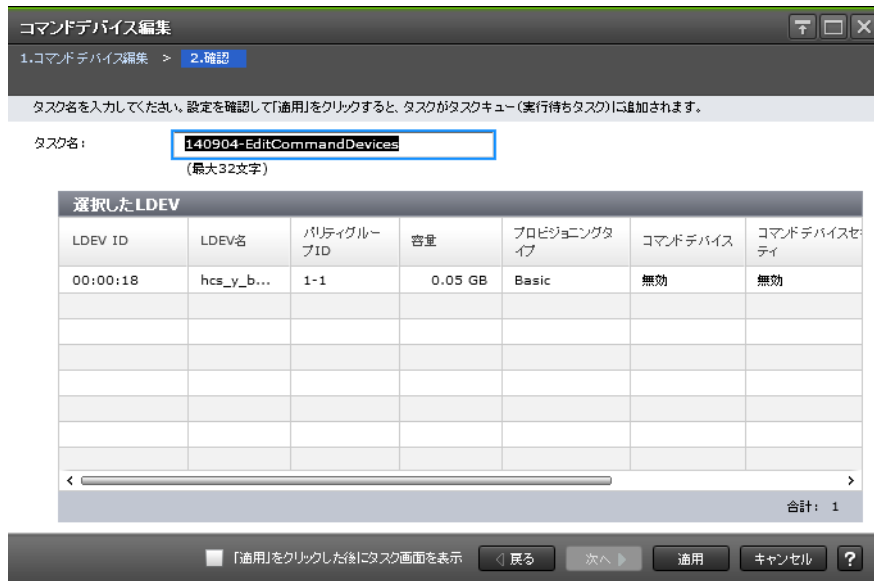 コマンドデバイス編集
1.コマンドデバイス編集 > 2.確認
タスク名を入力してください。設定を確認して「適用」をクリックすると、タスクがタスクキュー(実行待ちタスク)に追加されます。
タスク名: 140904-EditCommandDevices
(最大32文字)
選択したLDEV
LDEV ID LDEV名 パリティグループID 容量 プロビジョニングタイプ コマンドデバイス コマンドデバイスセ
ティ
00:00:18 hcs_y_b... 1-1 0.05 GB Basic 無効 無効
合計: 1
「適用」をクリックした後にタスク画面を表示 戻る 次へ 適用 キャンセル ?